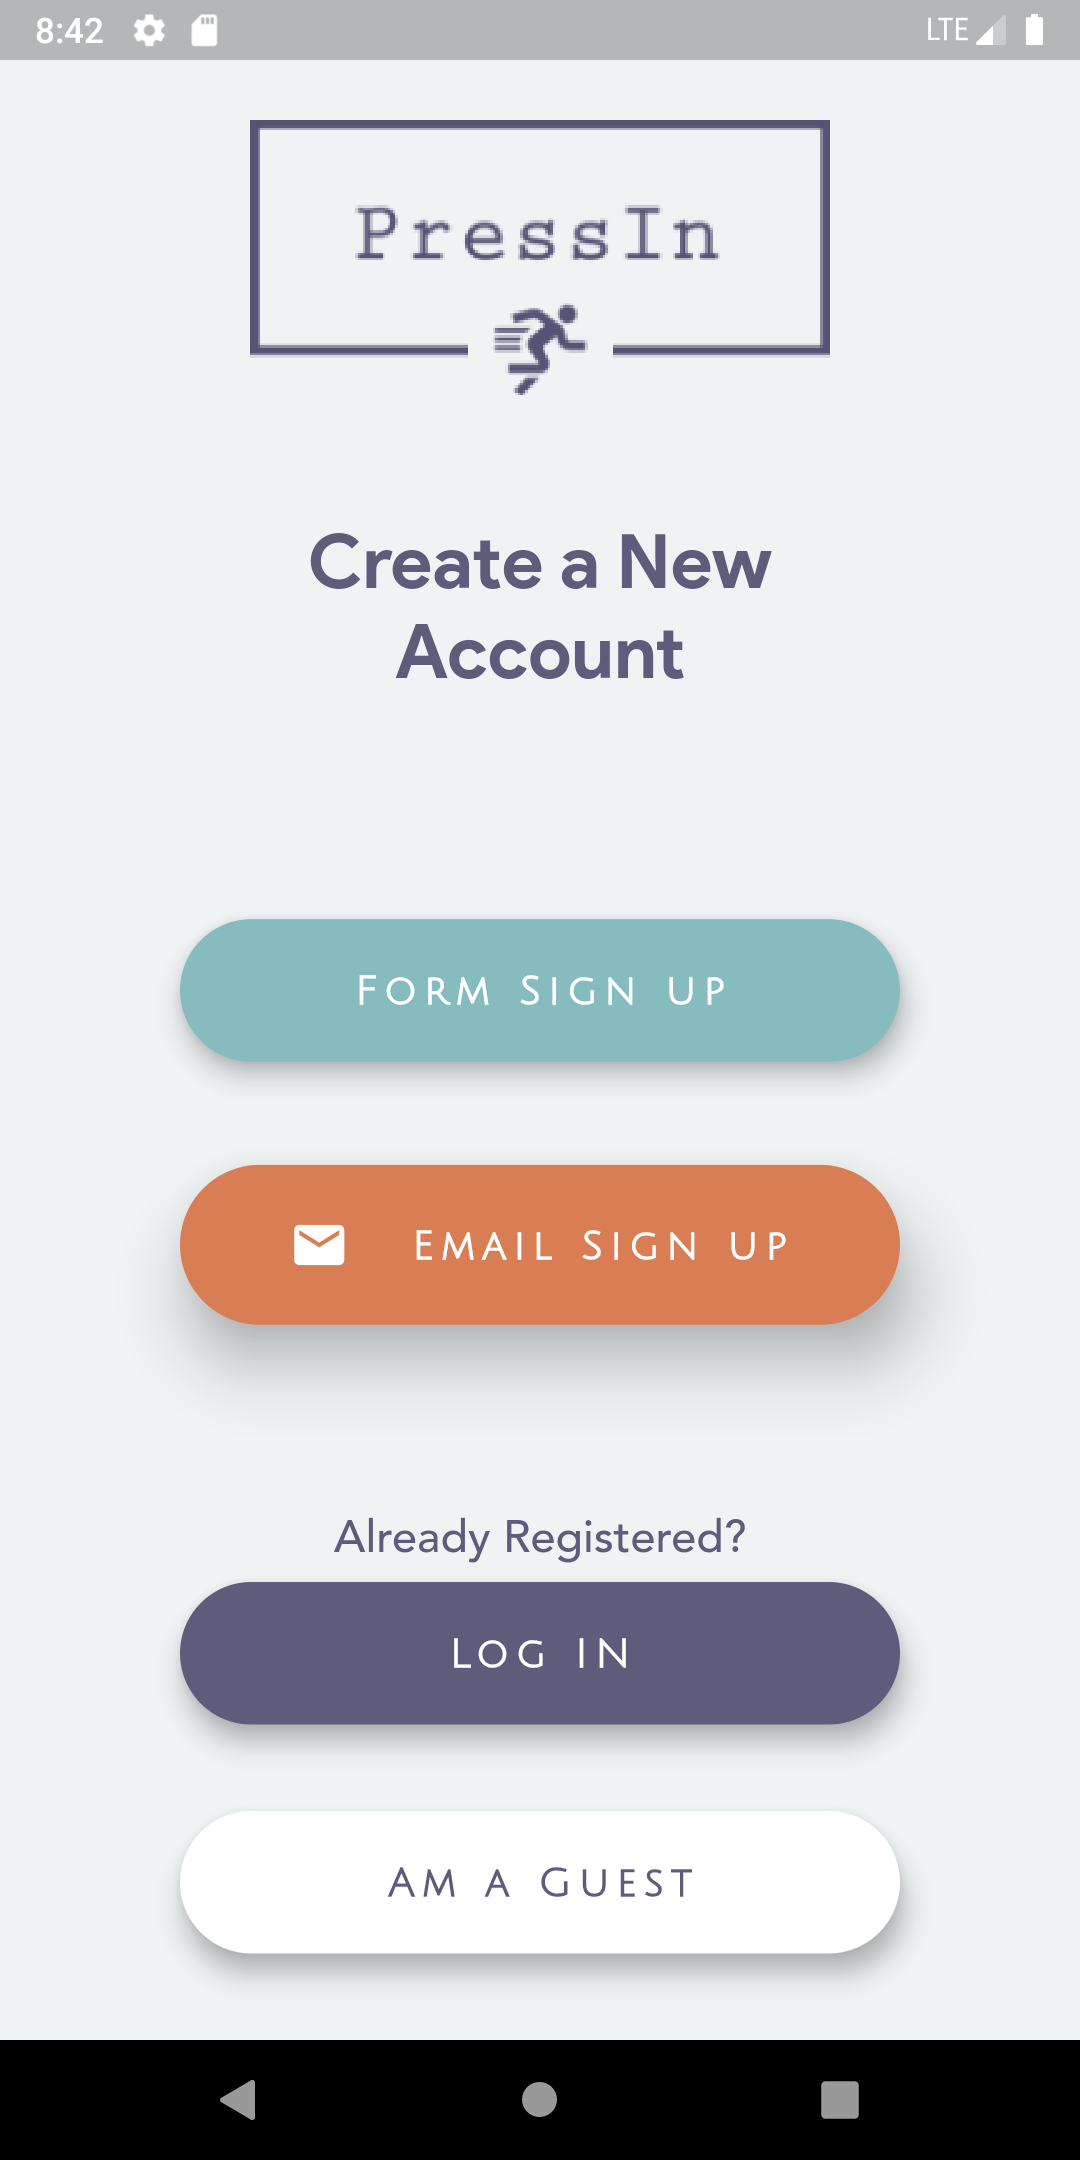 8:42
LTE
PressIn
Create a New
Account
Form Sign up
Email Sign up
Already Registered?
Log in
Am a Guest